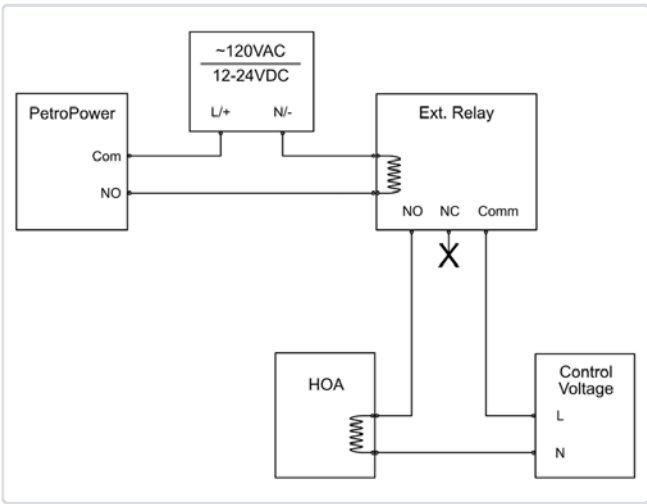 ~120VAC
12-24VDC
L/+ N/-
PetroPower
Com
NO
Ext. Relay
NO NC Comm
X
HOA
Control
Voltage
L
N